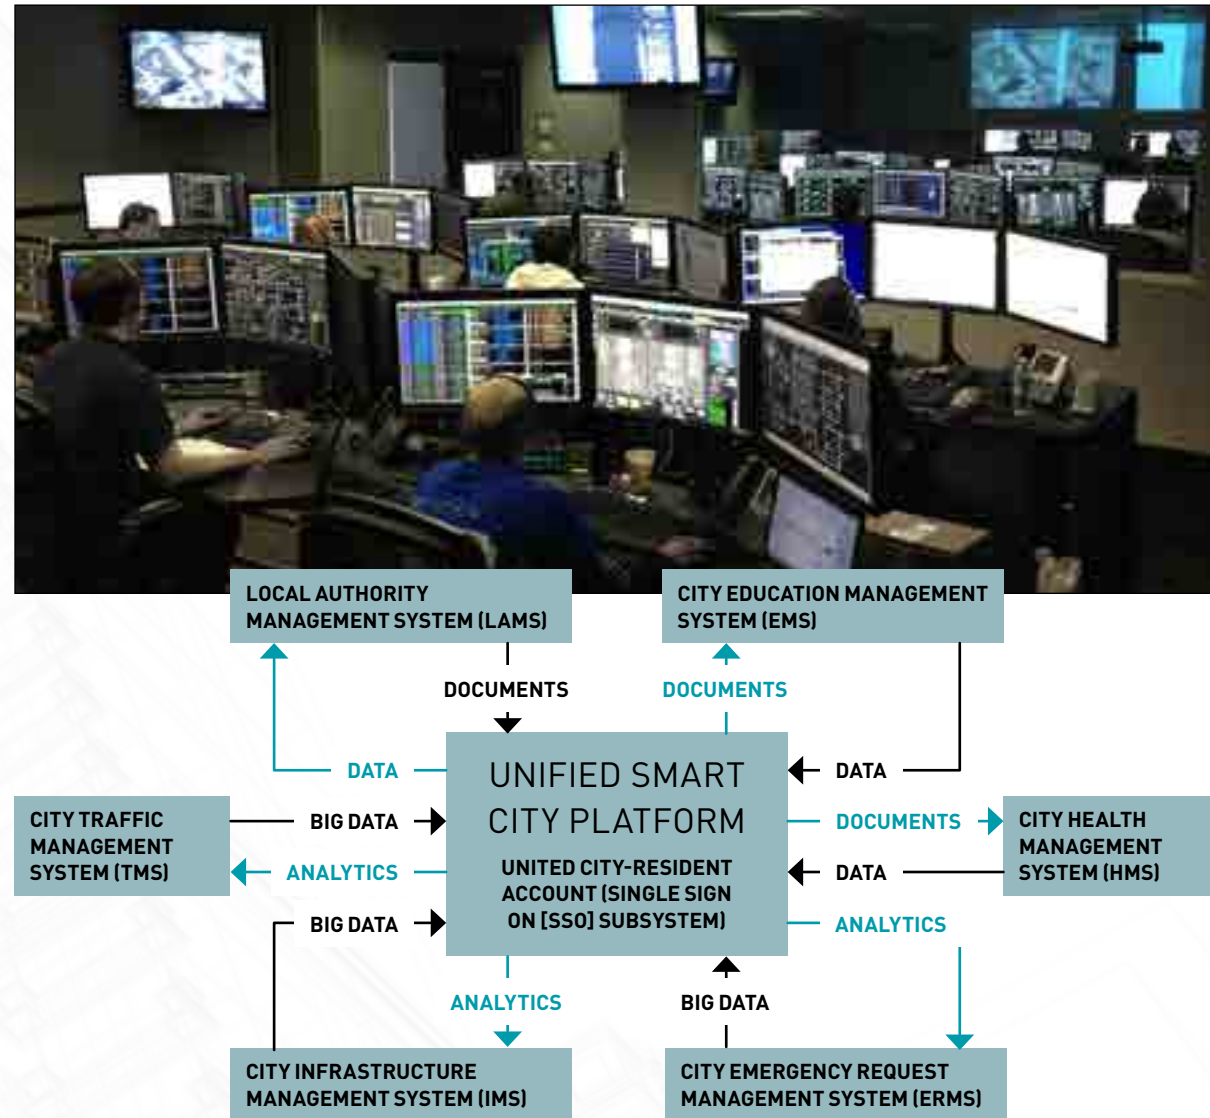 LOCAL AUTHORITY
MANAGEMENT SYSTEM (LAMS)
CITY EDUCATION MANAGEMENT
SYSTEM (EMS)
DOCUMENTS
DOCUMENTS
DATA
UNIFIED SMART
CITY PLATFORM
UNITED CITY-RESIDENT
ACCOUNT (SINGLE SIGN
ON [SSO] SUBSYSTEM)
DATA
CITY TRAFFIC
MANAGEMENT
SYSTEM (TMS)
BIG DATA
ANALYTICS
BIG DATA
DOCUMENTS
DATA
ANALYTICS
CITY HEALTH
MANAGEMENT
SYSTEM (HMS)
ANALYTICS
BIG DATA
CITY INFRASTRUCTURE
MANAGEMENT SYSTEM (IMS)
CITY EMERGENCY REQUEST
MANAGEMENT SYSTEM (ERMS)